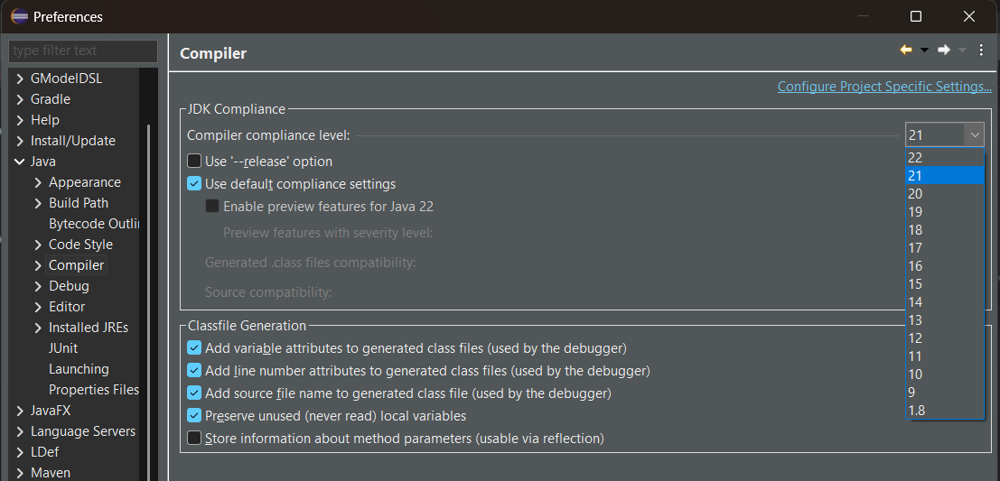 Preferences
type filter text
GModelDSL
Gradle
Help
Install/Update
Java
Appearance
Build Path
Bytecode Outli
Code Style
Compiler
Debug
Editor
Installed JREs
JUnit
Launching
Properties Files
JavaFX
Language Servers
LDef
Maven
Compiler
Configure Project Specific Settings...
JDK Compliance
Compiler compliance level:
21
22
21
20
19
18
17
16
15
14
13
12
11
10
9
1.8
Use '--release' option
Use default compliance settings
Enable preview features for Java 22
Preview features with severity level:
Generated .class files compatibility:
Source compatibility:
Classfile Generation
Add variable attributes to generated class files (used by the debugger)
Add line number attributes to generated class files (used by the debugger)
Add source file name to generated class file (used by the debugger)
Preserve unused (never read) local variables
Store information about method parameters (usable via reflection)